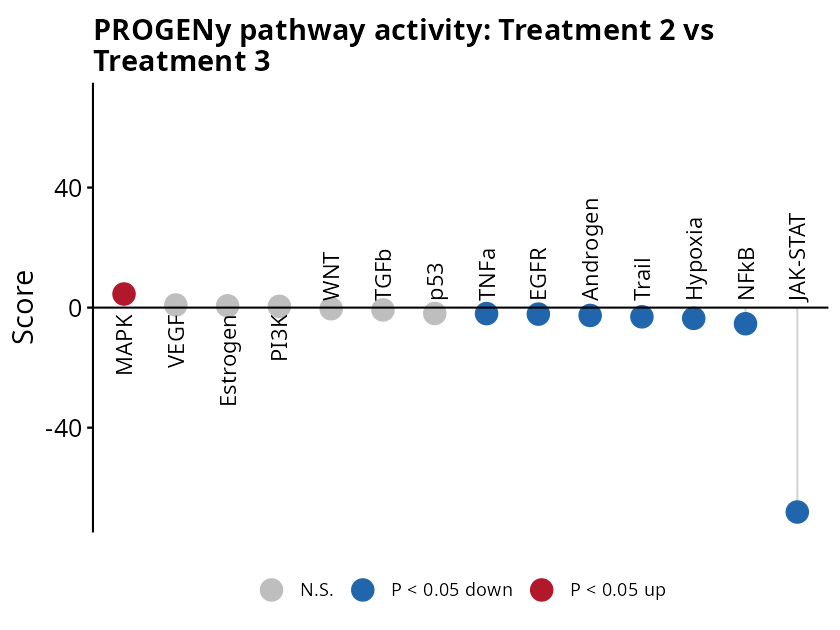 PROGENy pathway activity: Treatment 2 vs
Treatment 3
Score
40
0
-40
MAPK
VEGF
Estrogen
PI3K
WNT
TGFb
p53
TNFa
EGFR
Androgen
Trail
Hypoxia
NFkB
JAK-STAT
N.S.
P < 0.05 down
P < 0.05 up